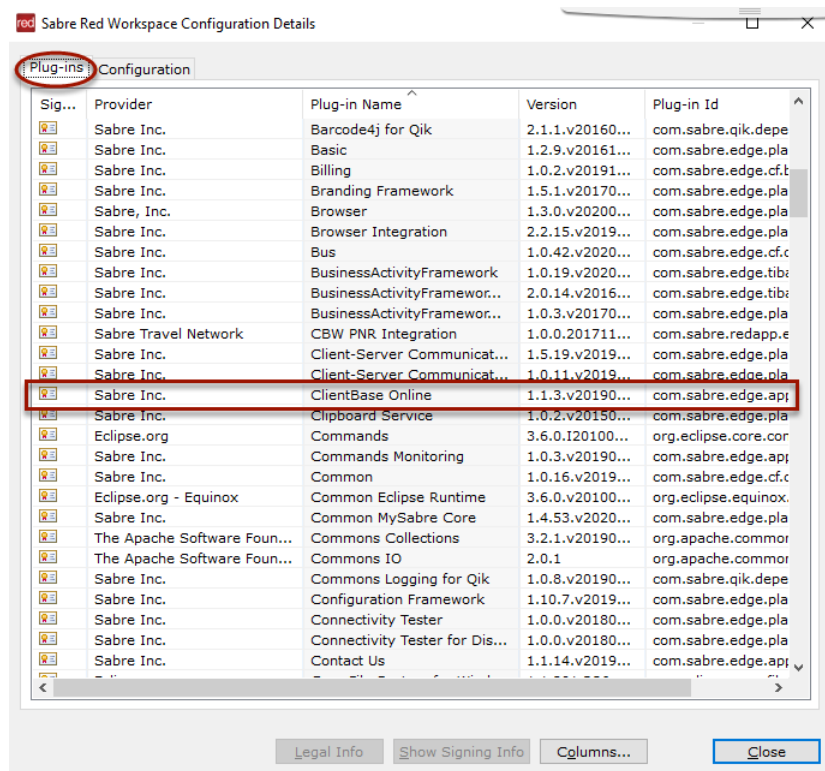 red Sabre Red Workspace Configuration Details
Plug-ins Configuration
Sig... Provider Plug-in Name Version Plug-in Id
Sabre Inc. Barcode4j for Qik 2.1.1.v20160... com.sabre.qik.depe
Sabre Inc. Basic 1.2.9.v20161... com.sabre.edge.pla
Sabre Inc. Billing 1.0.2.v20191... com.sabre.edge.cf.b
Sabre Inc. Branding Framework 1.5.1.v20170... com.sabre.edge.pla
Sabre, Inc. Browser 1.3.0.v20200... com.sabre.edge.pla
Sabre Inc. Browser Integration 2.2.15.v2019... com.sabre.edge.pla
Sabre Inc. Bus 1.0.42.v2020... com.sabre.edge.cf.c
Sabre Inc. BusinessActivityFramework 1.0.19.v2020... com.sabre.edge.tiba
Sabre Inc. BusinessActivityFramewor... 2.0.14.v2016... com.sabre.edge.tiba
Sabre Inc. BusinessActivityFramewor... 1.0.3.v20170... com.sabre.edge.pla
Sabre Travel Network CBW PNR Integration 1.0.0.201711... com.sabre.redapp.e
Sabre Inc. Client-Server Communicat... 1.5.19.v2019... com.sabre.edge.pla
Sabre Inc. Client-Server Communicat... 1.0.11.v2019... com.sabre.edge.pla
Sabre Inc. ClientBase Online 1.1.3.v20190... com.sabre.edge.app
Sabre Inc. Clipboard Service 1.0.2.v20150... com.sabre.edge.pla
Eclipse.org Commands 3.6.0.I20100... org.eclipse.core.cor
Sabre Inc. Commands Monitoring 1.0.3.v20190... com.sabre.edge.app
Sabre Inc. Common 1.0.16.v2019... com.sabre.edge.cf.c
Eclipse.org - Equinox Common Eclipse Runtime 3.6.0.v20100... org.eclipse.equinox.
Sabre Inc. Common MySabre Core 1.4.53.v2020... com.sabre.edge.pla
The Apache Software Foun... Commons Collections 3.2.1.v20190... org.apache.commor
The Apache Software Foun... Commons IO 2.0.1 org.apache.commor
Sabre Inc. Commons Logging for Qik 1.0.8.v20190... com.sabre.qik.depe
Sabre Inc. Configuration Framework 1.10.7.v2019... com.sabre.edge.pla
Sabre Inc. Connectivity Tester 1.0.0.v20180... com.sabre.edge.pla
Sabre Inc. Connectivity Tester for Dis... 1.0.0.v20180... com.sabre.edge.pla
Sabre Inc. Contact Us 1.1.14.v2019... com.sabre.edge.app
Legal Info Show Signing Info Columns... Close